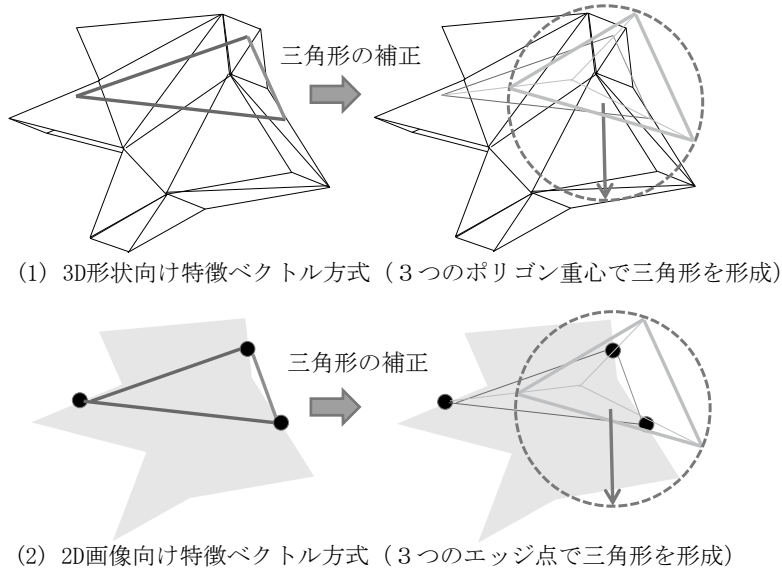 三角形の補正
(1) 3D形状向け特徴ベクトル方式（３つのポリゴン重心で三角形を形成）
三角形の補正
(2) 2D画像向け特徴ベクトル方式（３つのエッジ点で三角形を形成）